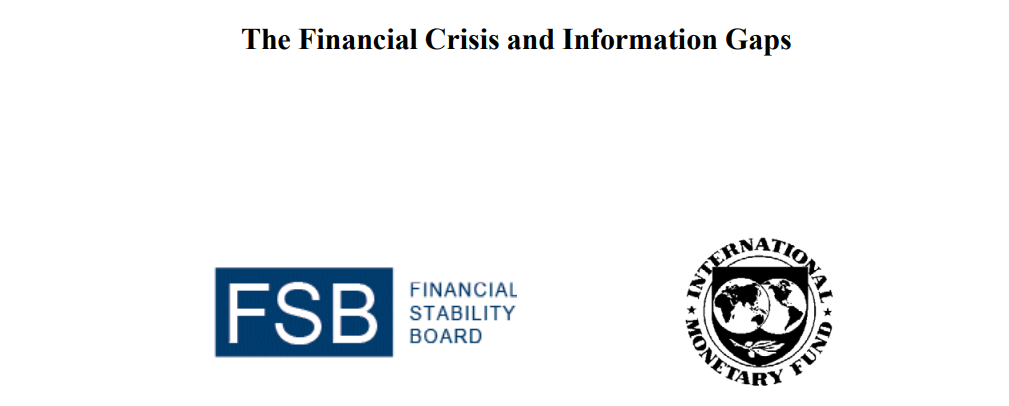 The Financial Crisis and Information Gaps
FSB
FINANCIAL
STABILITY
BOARD
INTERNATIONAL
MONETARY FUND